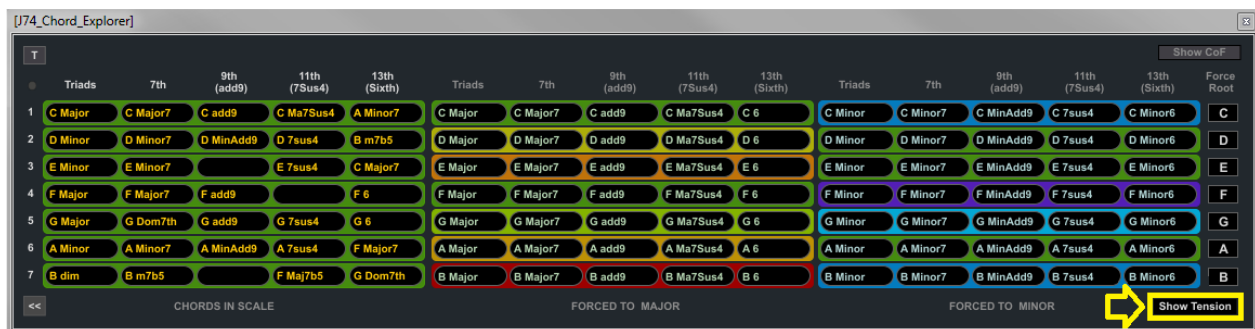 [J74_Chord_Explorer]
T Show CoF
Triads 7th 9th (add9) 11th (7Sus4) 13th (Sixth) Triads 7th 9th (add9) 11th (7Sus4) 13th (Sixth) Triads 7th 9th (add9) 11th (7Sus4) 13th (Sixth) Force Root
1 C Major C Major7 C add9 C Ma7Sus4 A Minor7 C Major C Major7 C add9 C Ma7Sus4 C 6 C Minor C Minor7 C MinAdd9 C 7sus4 C Minor6 C
2 D Minor D Minor7 D MinAdd9 D 7sus4 B m7b5 D Major D Major7 D add9 D Ma7Sus4 D 6 D Minor D Minor7 D MinAdd9 D 7sus4 D Minor6 D
3 E Minor E Minor7 E 7sus4 C Major7 E Major E Major7 E add9 E Ma7Sus4 E 6 E Minor E Minor7 E MinAdd9 E 7sus4 E Minor6 E
4 F Major F Major7 F add9 F 6 F Major F Major7 F add9 F Ma7Sus4 F 6 F Minor F Minor7 F MinAdd9 F 7sus4 F Minor6 F
5 G Major G Dom7th G add9 G 7sus4 G 6 G Major G Major7 G add9 G Ma7Sus4 G 6 G Minor G Minor7 G MinAdd9 G 7sus4 G Minor6 G
6 A Minor A Minor7 A MinAdd9 A 7sus4 F Major7 A Major A Major7 A add9 A Ma7Sus4 A 6 A Minor A Minor7 A MinAdd9 A 7sus4 A Minor6 A
7 B dim B m7b5 F Maj7b5 G Dom7th B Major B Major7 B add9 B Ma7Sus4 B 6 B Minor B Minor7 B MinAdd9 B 7sus4 B Minor6 B
<< CHORDS IN SCALE FORCED TO MAJOR FORCED TO MINOR Show Tension